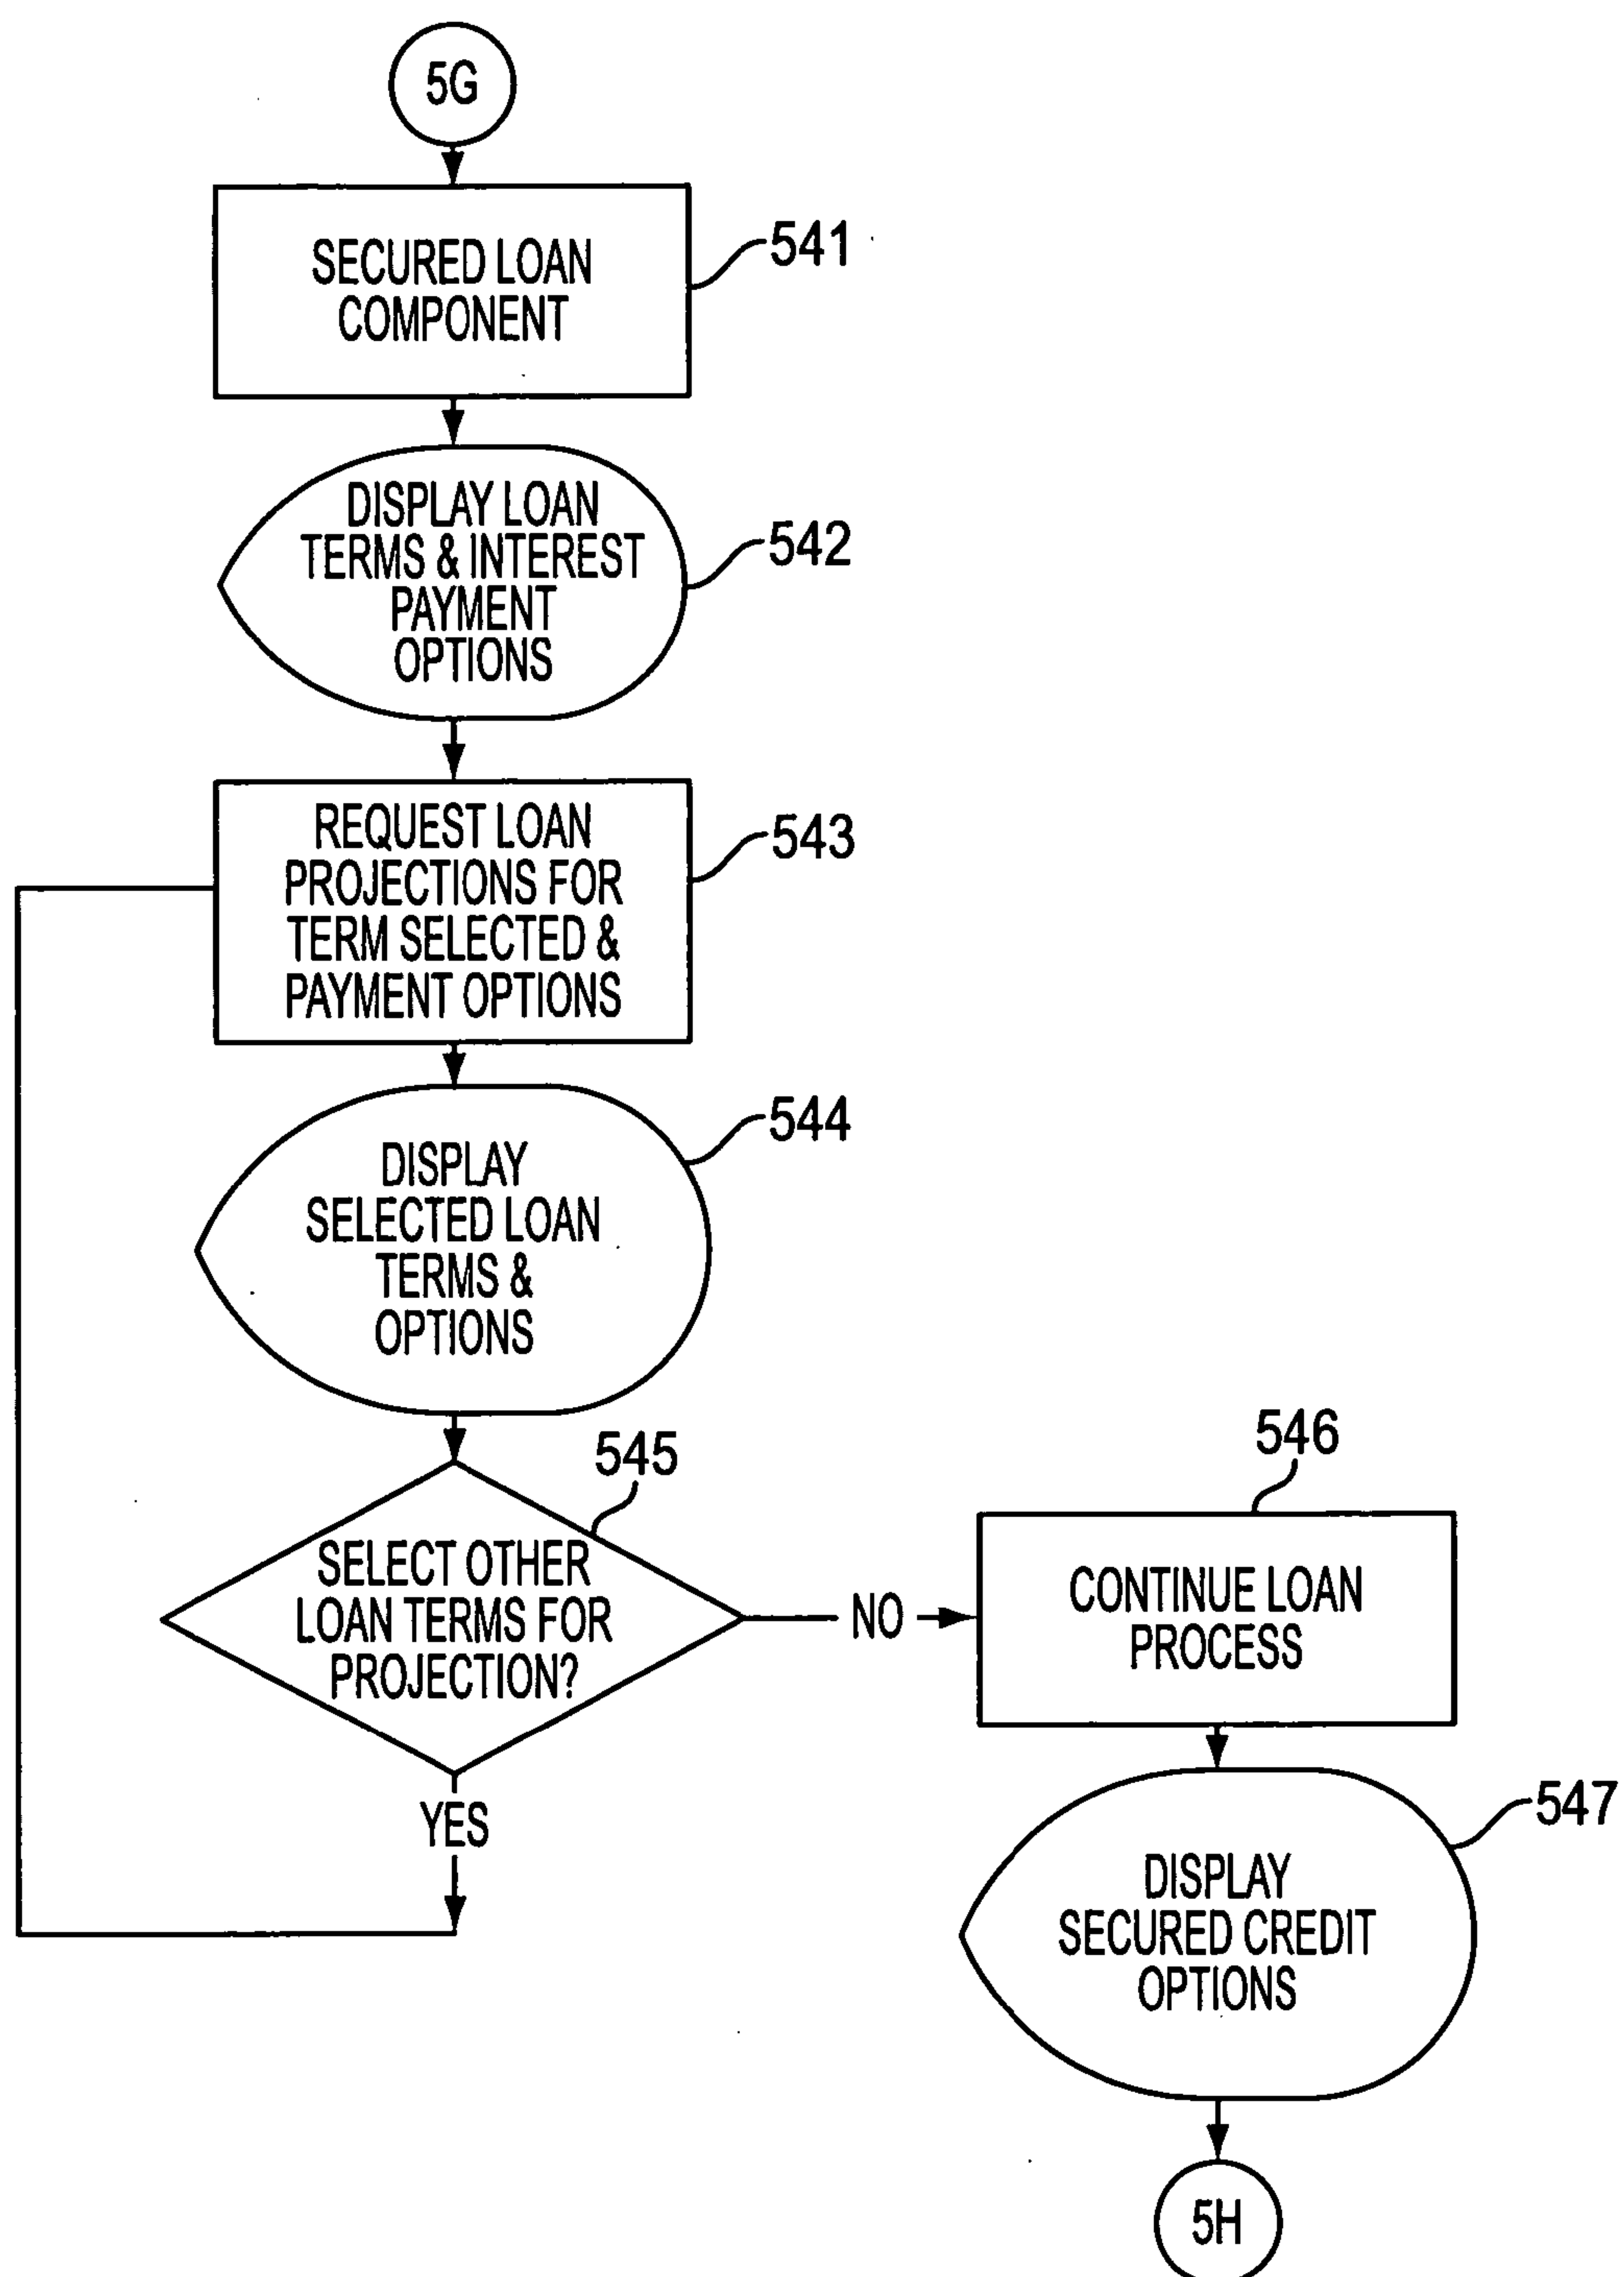 5G
SECURED LOAN
COMPONENT
541
DISPLAY LOAN
TERMS & INTEREST
PAYMENT
OPTIONS
542
REQUEST LOAN
PROJECTIONS FOR
TERM SELECTED &
PAYMENT OPTIONS
543
DISPLAY
SELECTED LOAN
TERMS &
OPTIONS
544
545
SELECT OTHER
LOAN TERMS FOR
PROJECTION?
NO
YES
546
CONTINUE LOAN
PROCESS
547
DISPLAY
SECURED CREDIT
OPTIONS
5H